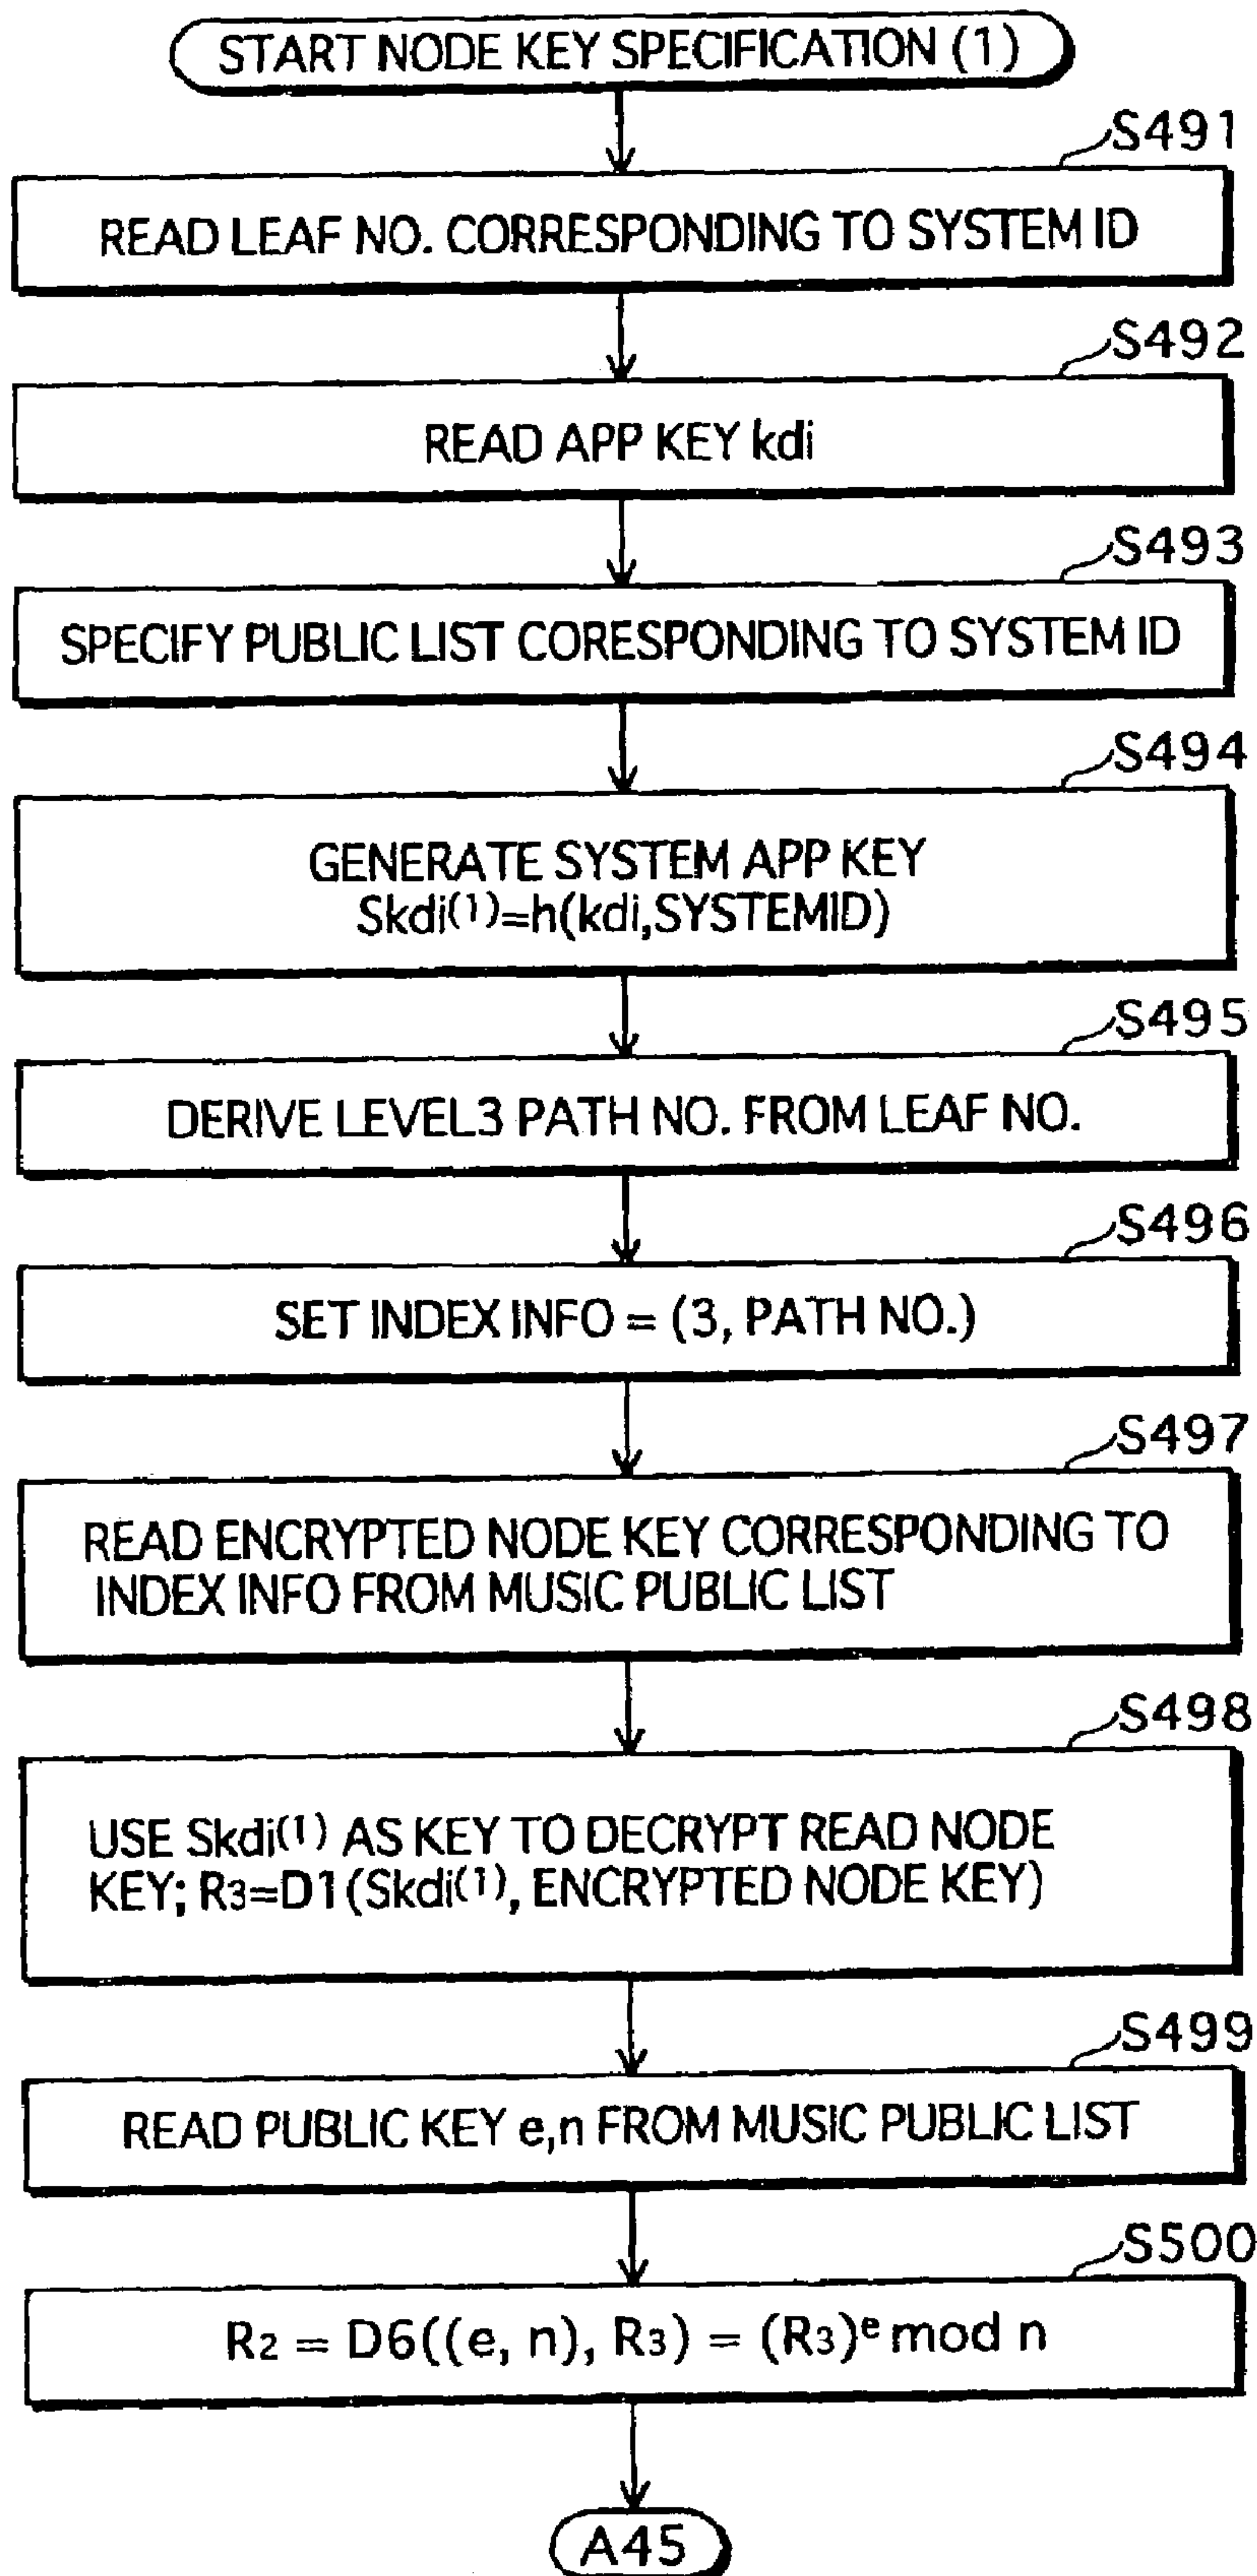 START NODE KEY SPECIFICATION (1)
S491
READ LEAF NO. CORRESPONDING TO SYSTEM ID
S492
READ APP KEY kdi
S493
SPECIFY PUBLIC LIST CORESPONDING TO SYSTEM ID
S494
GENERATE SYSTEM APP KEY
Skdi⁽¹⁾=h(kdi,SYSTEMID)
S495
DERIVE LEVEL3 PATH NO. FROM LEAF NO.
S496
SET INDEX INFO = (3, PATH NO.)
S497
READ ENCRYPTED NODE KEY CORRESPONDING TO
INDEX INFO FROM MUSIC PUBLIC LIST
S498
USE Skdi⁽¹⁾ AS KEY TO DECRYPT READ NODE
KEY; R₃=D1(Skdi⁽¹⁾, ENCRYPTED NODE KEY)
S499
READ PUBLIC KEY e,n FROM MUSIC PUBLIC LIST
S500
R₂ = D6((e, n), R₃) = (R₃)ᵉ mod n
A45